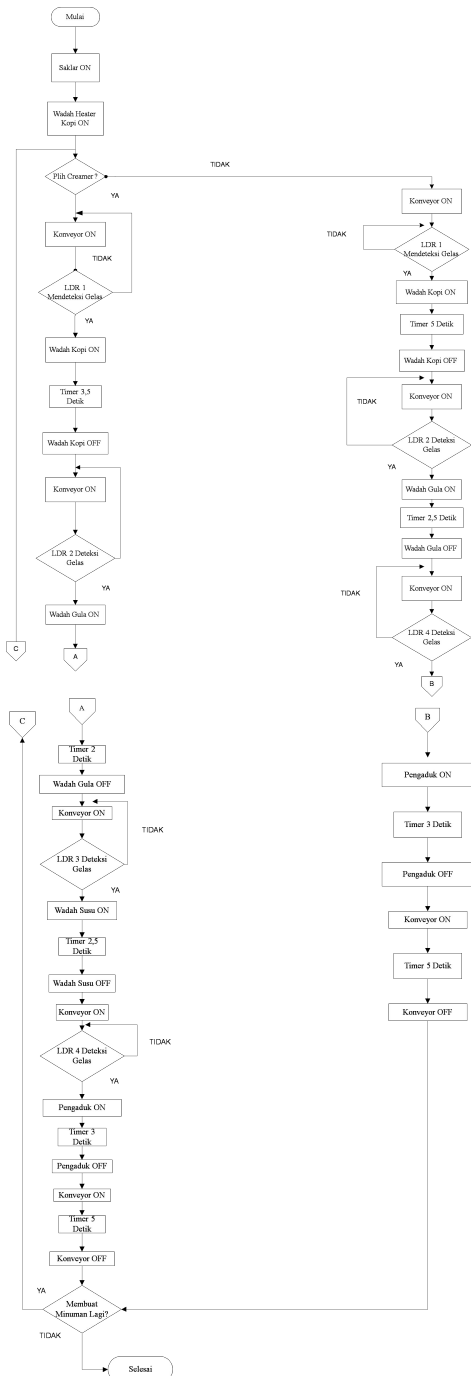 Mulai
Saklar ON
Wadah Heater
Kopi ON
Plih Creamer ?
YA
Konveyor ON
TIDAK
LDR 1
Mendeteksi Gelas
YA
Wadah Kopi ON
Timer 3,5
Detik
Wadah Kopi OFF
Konveyor ON
LDR 2 Deteksi
Gelas
YA
Wadah Gula ON
A
C
TIDAK
Konveyor ON
TIDAK
LDR 1
Mendeteksi Gelas
YA
Wadah Kopi ON
Timer 5 Detik
Wadah Kopi OFF
Konveyor ON
TIDAK
LDR 2 Deteksi
Gelas
YA
Wadah Gula ON
Timer 2,5 Detik
Wadah Gula OFF
Konveyor ON
TIDAK
LDR 4 Deteksi
Gelas
YA
B
C
A
Timer 2
Detik
Wadah Gula OFF
Konveyor ON
TIDAK
LDR 3 Deteksi
Gelas
YA
Wadah Susu ON
Timer 2,5
Detik
Wadah Susu OFF
Konveyor ON
TIDAK
LDR 4 Deteksi
Gelas
YA
Pengaduk ON
Timer 3
Detik
Pengaduk OFF
Konveyor ON
Timer 5
Detik
Konveyor OFF
YA
Membuat
Minuman Lagi?
TIDAK
Selesai
B
Pengaduk ON
Timer 3 Detik
Pengaduk OFF
Konveyor ON
Timer 5 Detik
Konveyor OFF